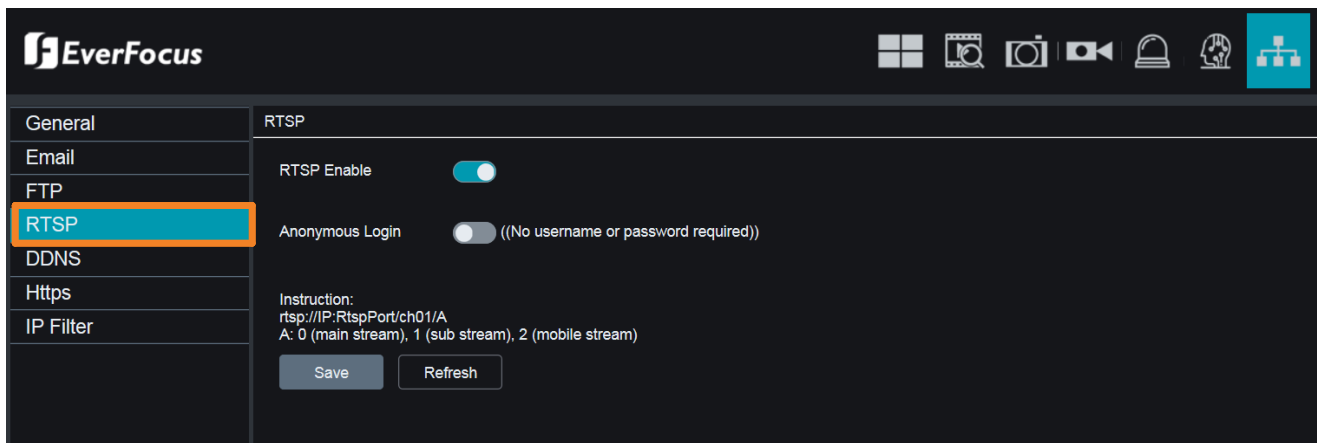 EverFocus
General
Email
FTP
RTSP
DDNS
Https
IP Filter
RTSP
RTSP Enable
Anonymous Login ((No username or password required))
Instruction:
rtsp://IP:RtspPort/ch01/A
A: 0 (main stream), 1 (sub stream), 2 (mobile stream)
Save Refresh